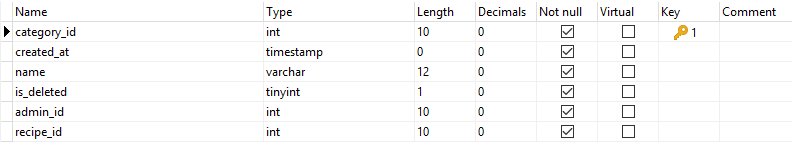 Name Type Length Decimals Not null Virtual Key Comment
category_id int 10 0 1
created_at timestamp 0 0
name varchar 12 0
is_deleted tinyint 1 0
admin_id int 10 0
recipe_id int 10 0